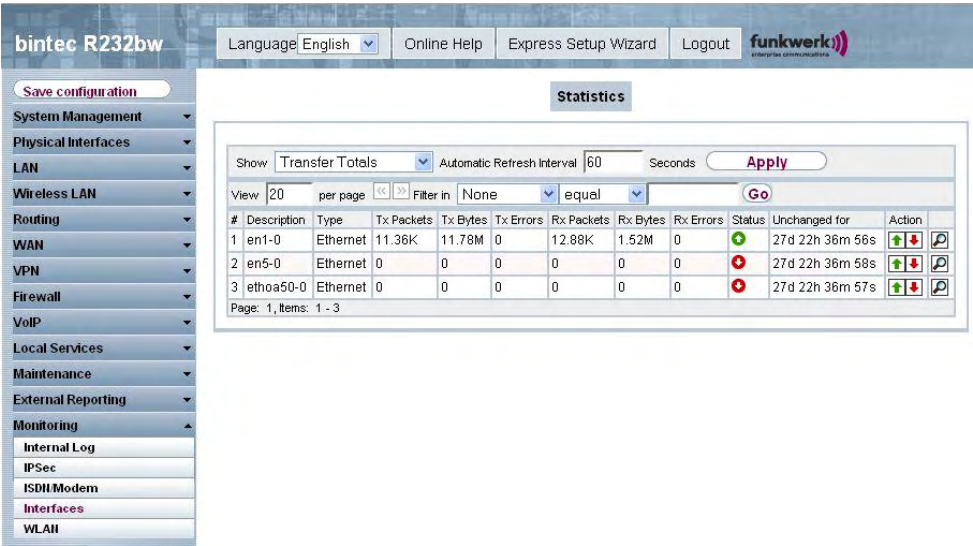 bintec R232bw
Language English Online Help Express Setup Wizard Logout funkwerk
enterprise communications
Save configuration
System Management
Physical Interfaces
LAN
Wireless LAN
Routing
WAN
VPN
Firewall
VoIP
Local Services
Maintenance
External Reporting
Monitoring
Internal Log
IPSec
ISDN/Modem
Interfaces
WLAN
Statistics
Show Transfer Totals Automatic Refresh Interval 60 Seconds Apply
View 20 per page << >> Filter in None equal Go
# Description Type Tx Packets Tx Bytes Tx Errors Rx Packets Rx Bytes Rx Errors Status Unchanged for Action
1 en1-0 Ethernet 11.36K 11.78M 0 12.88K 1.52M 0 27d 22h 36m 56s
2 en5-0 Ethernet 0 0 0 0 0 0 27d 22h 36m 58s
3 ethoa50-0 Ethernet 0 0 0 0 0 0 27d 22h 36m 57s
Page: 1, Items: 1 - 3